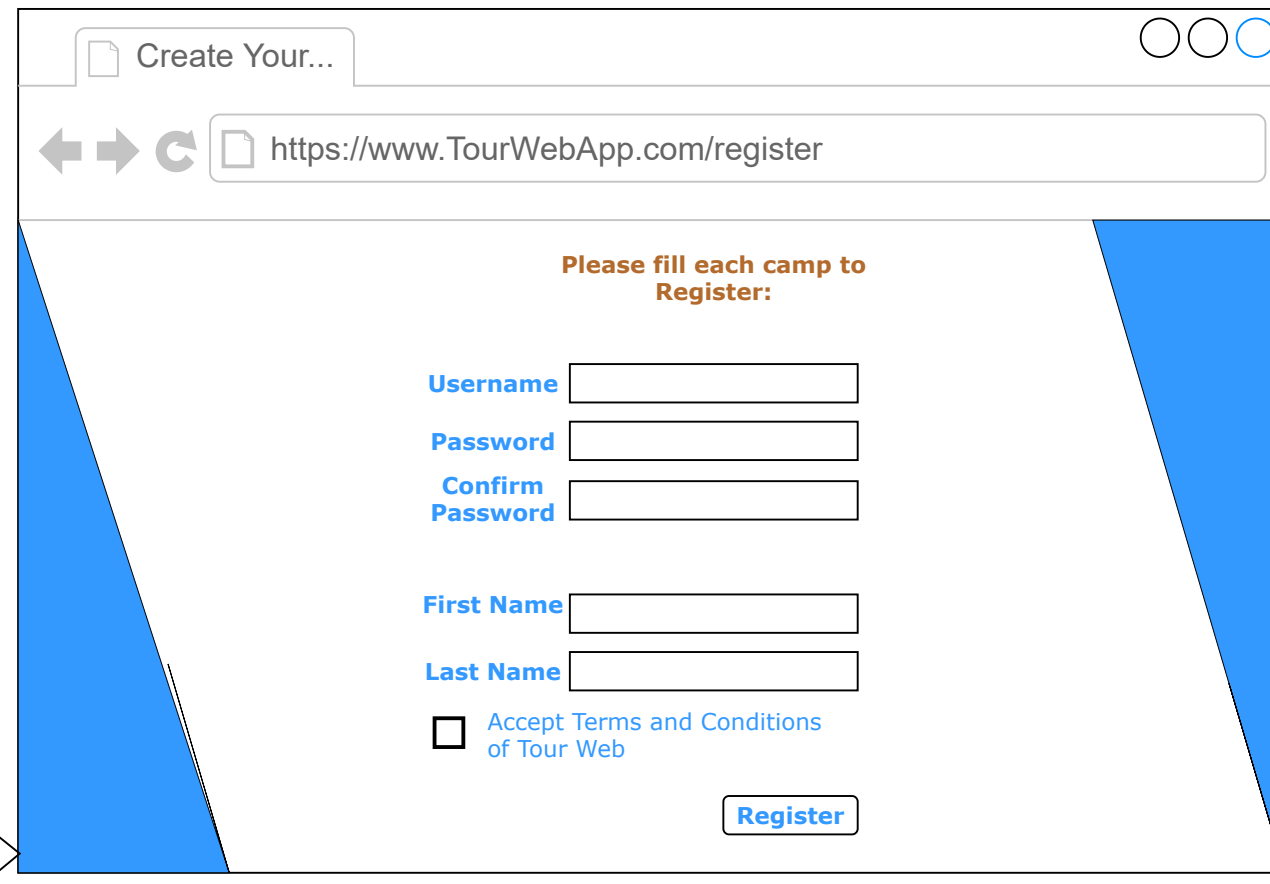 Create Your...
https://www.TourWebApp.com/register
Please fill each camp to
Register:
Username
Password
Confirm
Password
First Name
Last Name
Accept Terms and Conditions
of Tour Web
Register